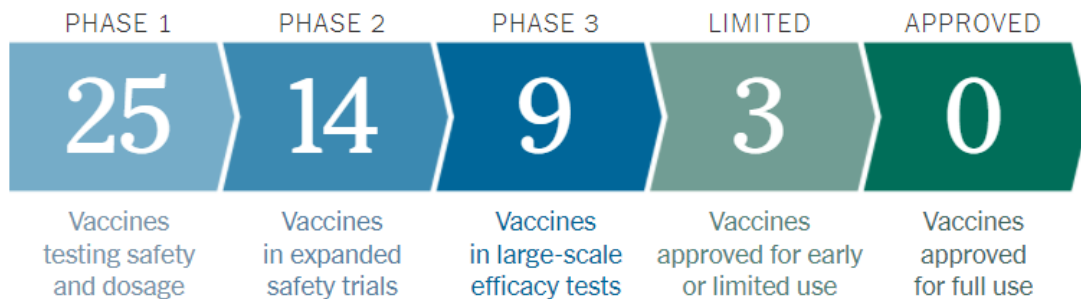 PHASE 1
PHASE 2
PHASE 3
LIMITED
APPROVED
25
14
9
3
0
Vaccines
testing safety
and dosage
Vaccines
in expanded
safety trials
Vaccines
in large-scale
efficacy tests
Vaccines
approved for early
or limited use
Vaccines
approved
for full use